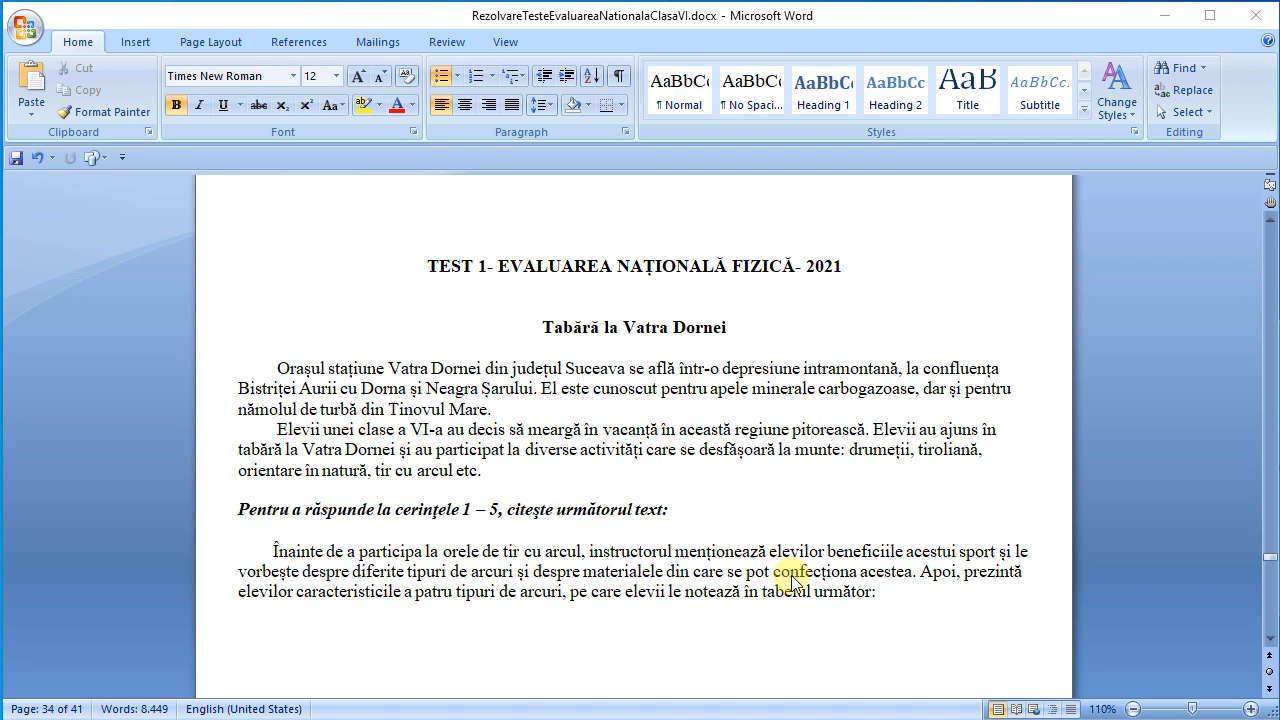 RezolvareTesteEvaluareaNationalaClasaVI.docx - Microsoft Word
Home Insert Page Layout References Mailings Review View
Paste
Cut
Copy
Format Painter
Clipboard
Times New Roman 12
Font
Paragraph
AaBbCc AaBbCc AaBbC AaBbCc AaB AaBbCc.
¶ Normal ¶ No Spaci... Heading 1 Heading 2 Title Subtitle
Change Styles
Styles
Find
Replace
Select
Editing
TEST 1- EVALUAREA NAȚIONALĂ FIZICĂ- 2021
Tabără la Vatra Dornei
Orașul stațiune Vatra Dornei din județul Suceava se află într-o depresiune intramontană, la confluența
Bistriței Aurii cu Dorna și Neagra Șarului. El este cunoscut pentru apele minerale carbogazoase, dar și pentru
nămolul de turbă din Tinovul Mare.
Elevii unei clase a VI-a au decis să meargă în vacanță în această regiune pitorească. Elevii au ajuns în
tabără la Vatra Dornei și au participat la diverse activități care se desfășoară la munte: drumeții, tiroliană,
orientare în natură, tir cu arcul etc.
Pentru a răspunde la cerințele 1 – 5, citește următorul text:
Înainte de a participa la orele de tir cu arcul, instructorul menționează elevilor beneficiile acestui sport și le
vorbește despre diferite tipuri de arcuri și despre materialele din care se pot confecționa acestea. Apoi, prezintă
elevilor caracteristicile a patru tipuri de arcuri, pe care elevii le notează în tabelul următor:
Page: 34 of 41 Words: 8.449 English (United States) 110%